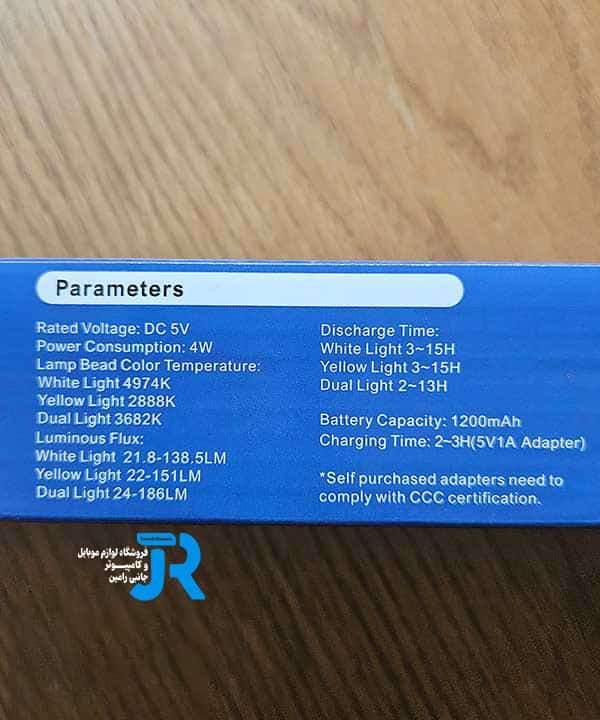 Parameters
Rated Voltage: DC 5V
Power Consumption: 4W
Lamp Bead Color Temperature:
White Light 4974K
Yellow Light 2888K
Dual Light 3682K
Luminous Flux:
White Light 21.8-138.5LM
Yellow Light 22-151LM
Dual Light 24-186LM
Discharge Time:
White Light 3~15H
Yellow Light 3~15H
Dual Light 2~13H
Battery Capacity: 1200mAh
Charging Time: 2~3H(5V1A Adapter)
*Self purchased adapters need to
comply with CCC certification.
فروشگاه لوازم موبایل
و کامپیــوتر
جانبی رامین
JR